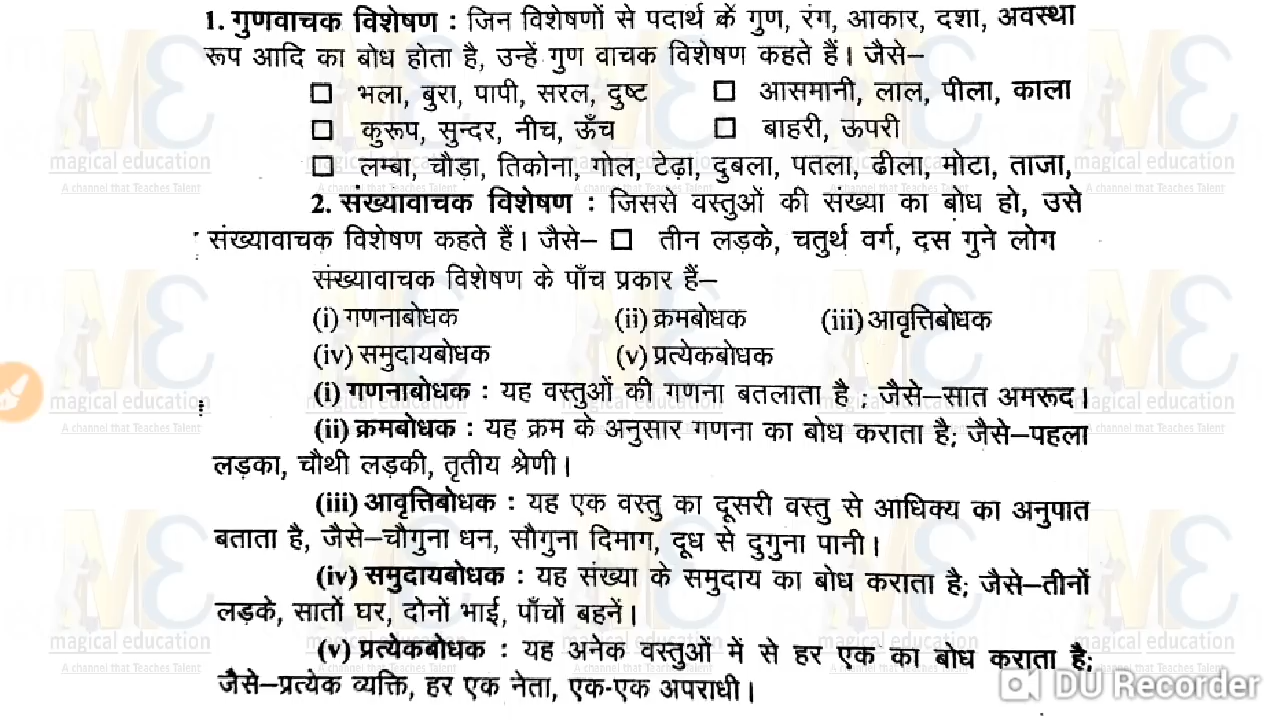 1. गुणवाचक विशेषण : जिन विशेषणों से पदार्थ कें गुण, रंग, आकार, दशा, अवस्था
रूप आदि का बोध होता है, उन्हें गुण वाचक विशेषण कहते हैं। जैसे–
□ भला, बुरा, पापी, सरल, दुष्ट □ आसमानी, लाल, पीला, काला
□ कुरूप, सुन्दर, नीच, ऊँच □ बाहरी, ऊपरी
□ लम्बा, चौड़ा, तिकोना, गोल, टेढ़ा, दुबला, पतला, ढीला, मोटा, ताजा,
2. संख्यावाचक विशेषण : जिससे वस्तुओं की संख्या का बोध हो, उसे
संख्यावाचक विशेषण कहते हैं। जैसे– □ तीन लड़के, चतुर्थ वर्ग, दस गुने लोग
संख्यावाचक विशेषण के पाँच प्रकार हैं–
(i) गणनाबोधक (ii) क्रमबोधक (iii) आवृत्तिबोधक
(iv) समुदायबोधक (v) प्रत्येकबोधक
(i) गणनाबोधक : यह वस्तुओं की गणना बतलाता है ; जैसे–सात अमरूद।
(ii) क्रमबोधक : यह क्रम के अनुसार गणना का बोध कराता है; जैसे–पहला
लड़का, चौथी लड़की, तृतीय श्रेणी।
(iii) आवृत्तिबोधक : यह एक वस्तु का दूसरी वस्तु से आधिक्य का अनुपात
बताता है, जैसे–चौगुना धन, सौगुना दिमाग, दूध से दुगुना पानी।
(iv) समुदायबोधक : यह संख्या के समुदाय का बोध कराता है; जैसे–तीनों
लड़के, सातों घर, दोनों भाई, पाँचों बहनें।
(v) प्रत्येकबोधक : यह अनेक वस्तुओं में से हर एक का बोध कराता है;
जैसे–प्रत्येक व्यक्ति, हर एक नेता, एक-एक अपराधी।
magical education
A channel that Teaches Talent
DU Recorder